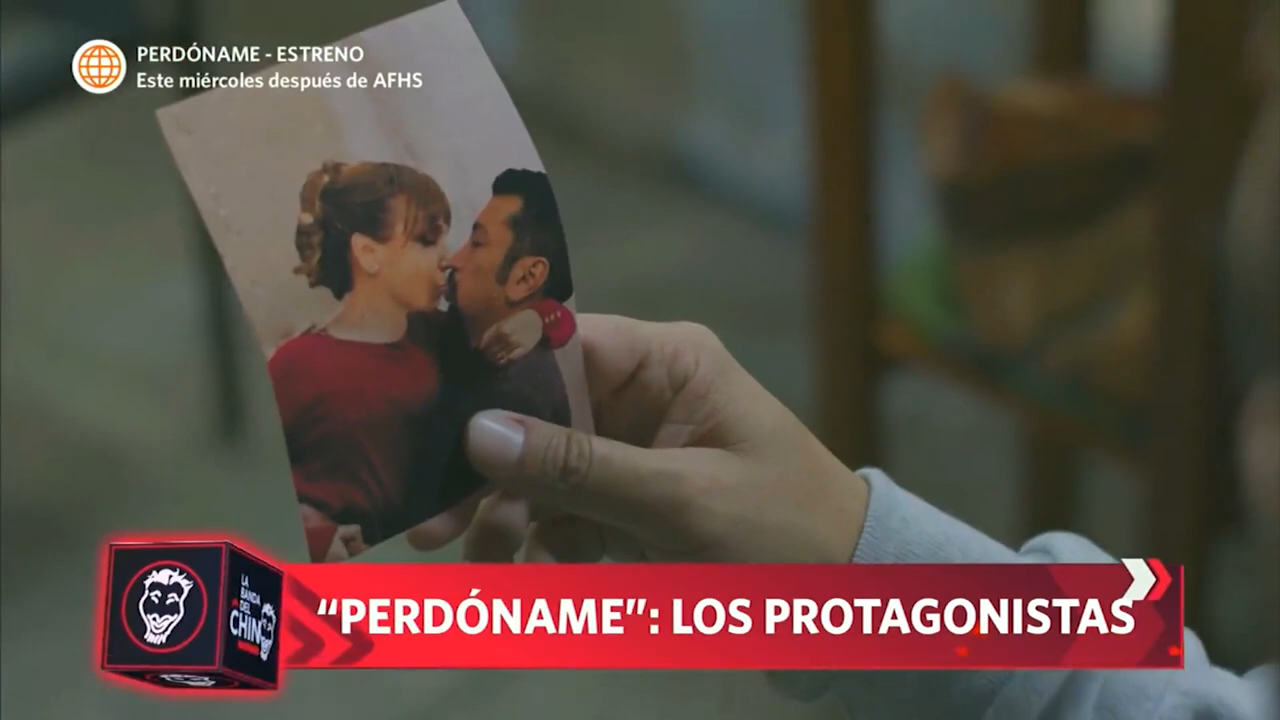 PERDÓNAME - ESTRENO
Este miércoles después de AFHS
LA
BANDA
DEL
CHINO
“PERDÓNAME”: LOS PROTAGONISTAS